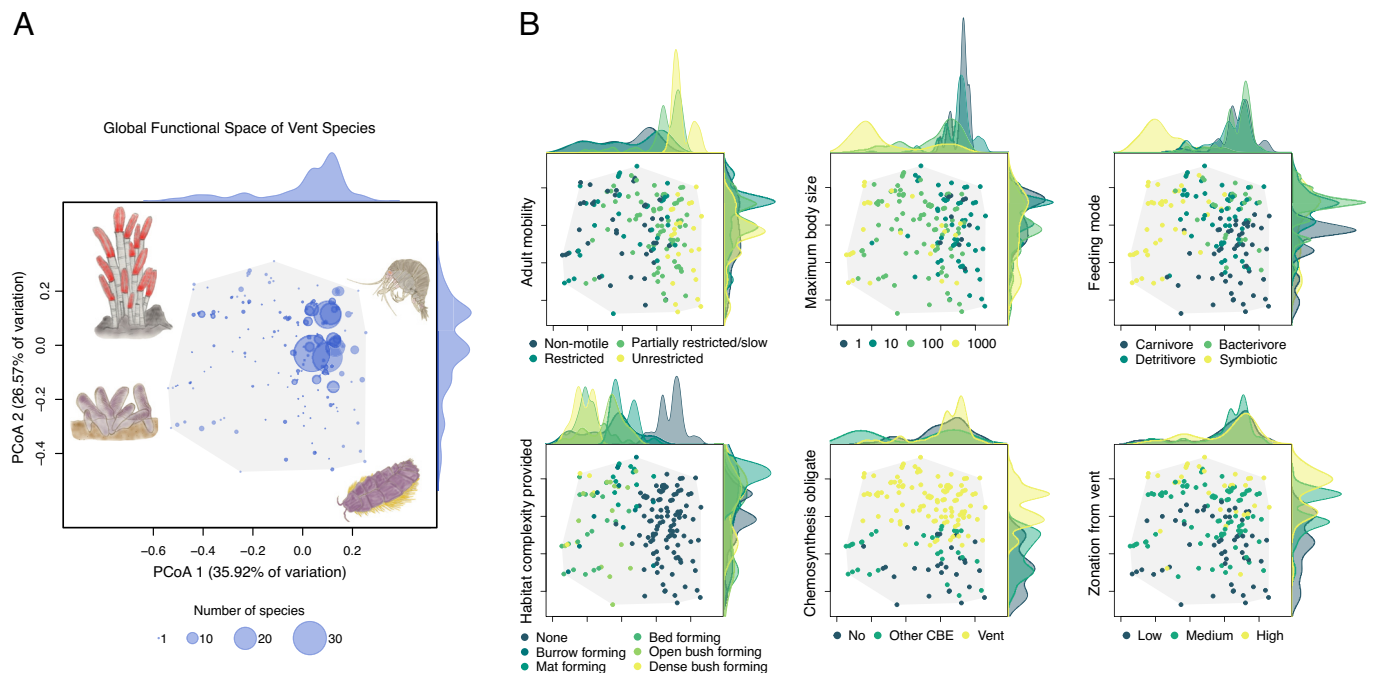 A
B
Global Functional Space of Vent Species
PCoA 2 (26.57% of variation)
0.2
0.0
−0.2
−0.4
−0.6
−0.4
−0.2
0.0
0.2
PCoA 1 (35.92% of variation)
Number of species
1
10
20
30
Adult mobility
Non-motile
Partially restricted/slow
Restricted
Unrestricted
Maximum body size
1
10
100
1000
Feeding mode
Carnivore
Bacterivore
Detritivore
Symbiotic
Habitat complexity provided
None
Bed forming
Burrow forming
Open bush forming
Mat forming
Dense bush forming
Chemosynthesis obligate
No
Other CBE
Vent
Zonation from vent
Low
Medium
High